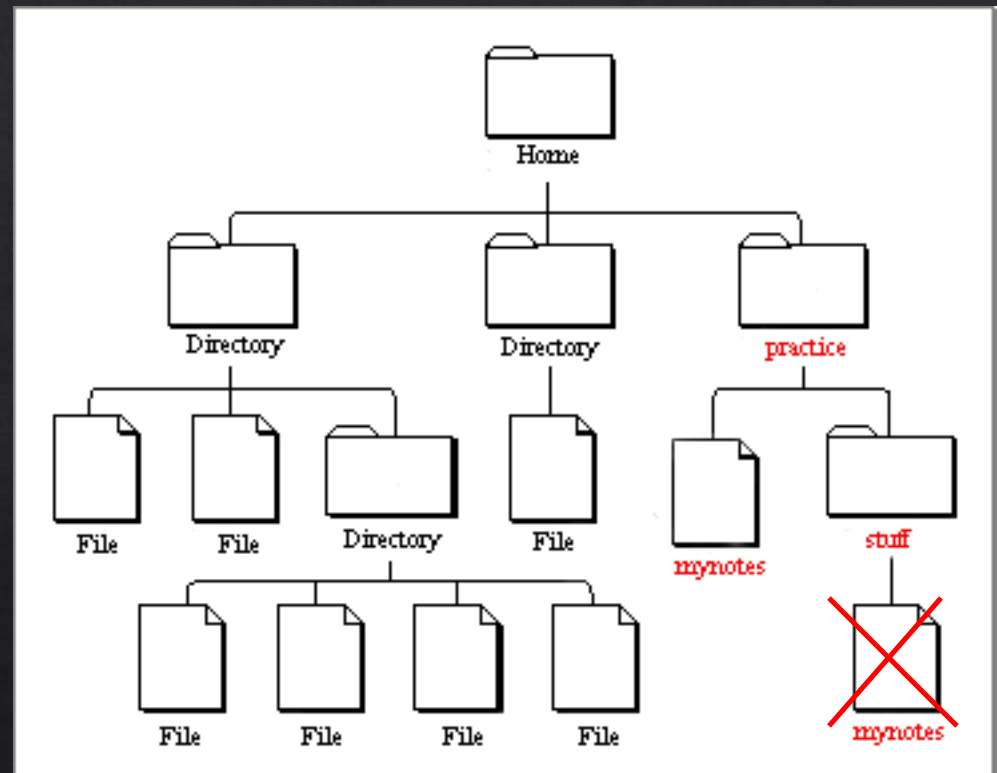 Home
Directory
Directory
practice
File
File
Directory
File
mynotes
stuff
File
File
File
File
mynotes